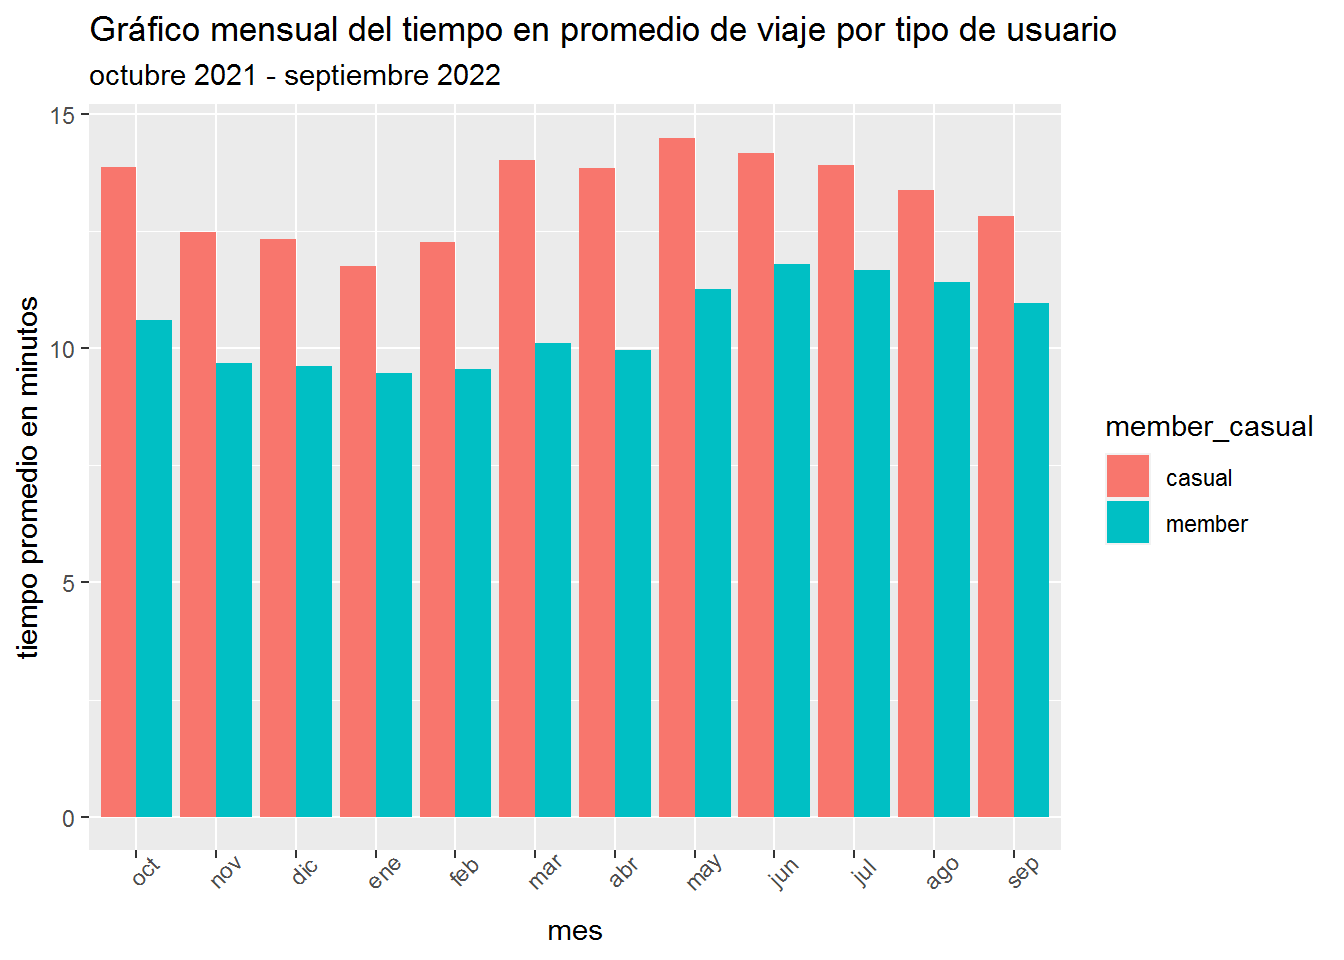 Gráfico mensual del tiempo en promedio de viaje por tipo de usuario
octubre 2021 - septiembre 2022
tiempo promedio en minutos
15
10
5
0
oct
nov
dic
ene
feb
mar
abr
may
jun
jul
ago
sep
mes
member_casual
casual
member